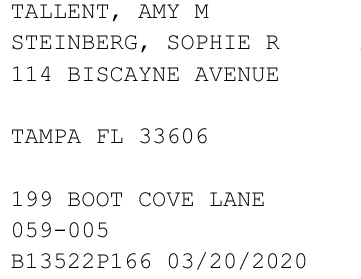 TALLENT, AMY M
STEINBERG, SOPHIE R
114 BISCAYNE AVENUE
TAMPA FL 33606
199 BOOT COVE LANE
059-005
B13522P166 03/20/2020